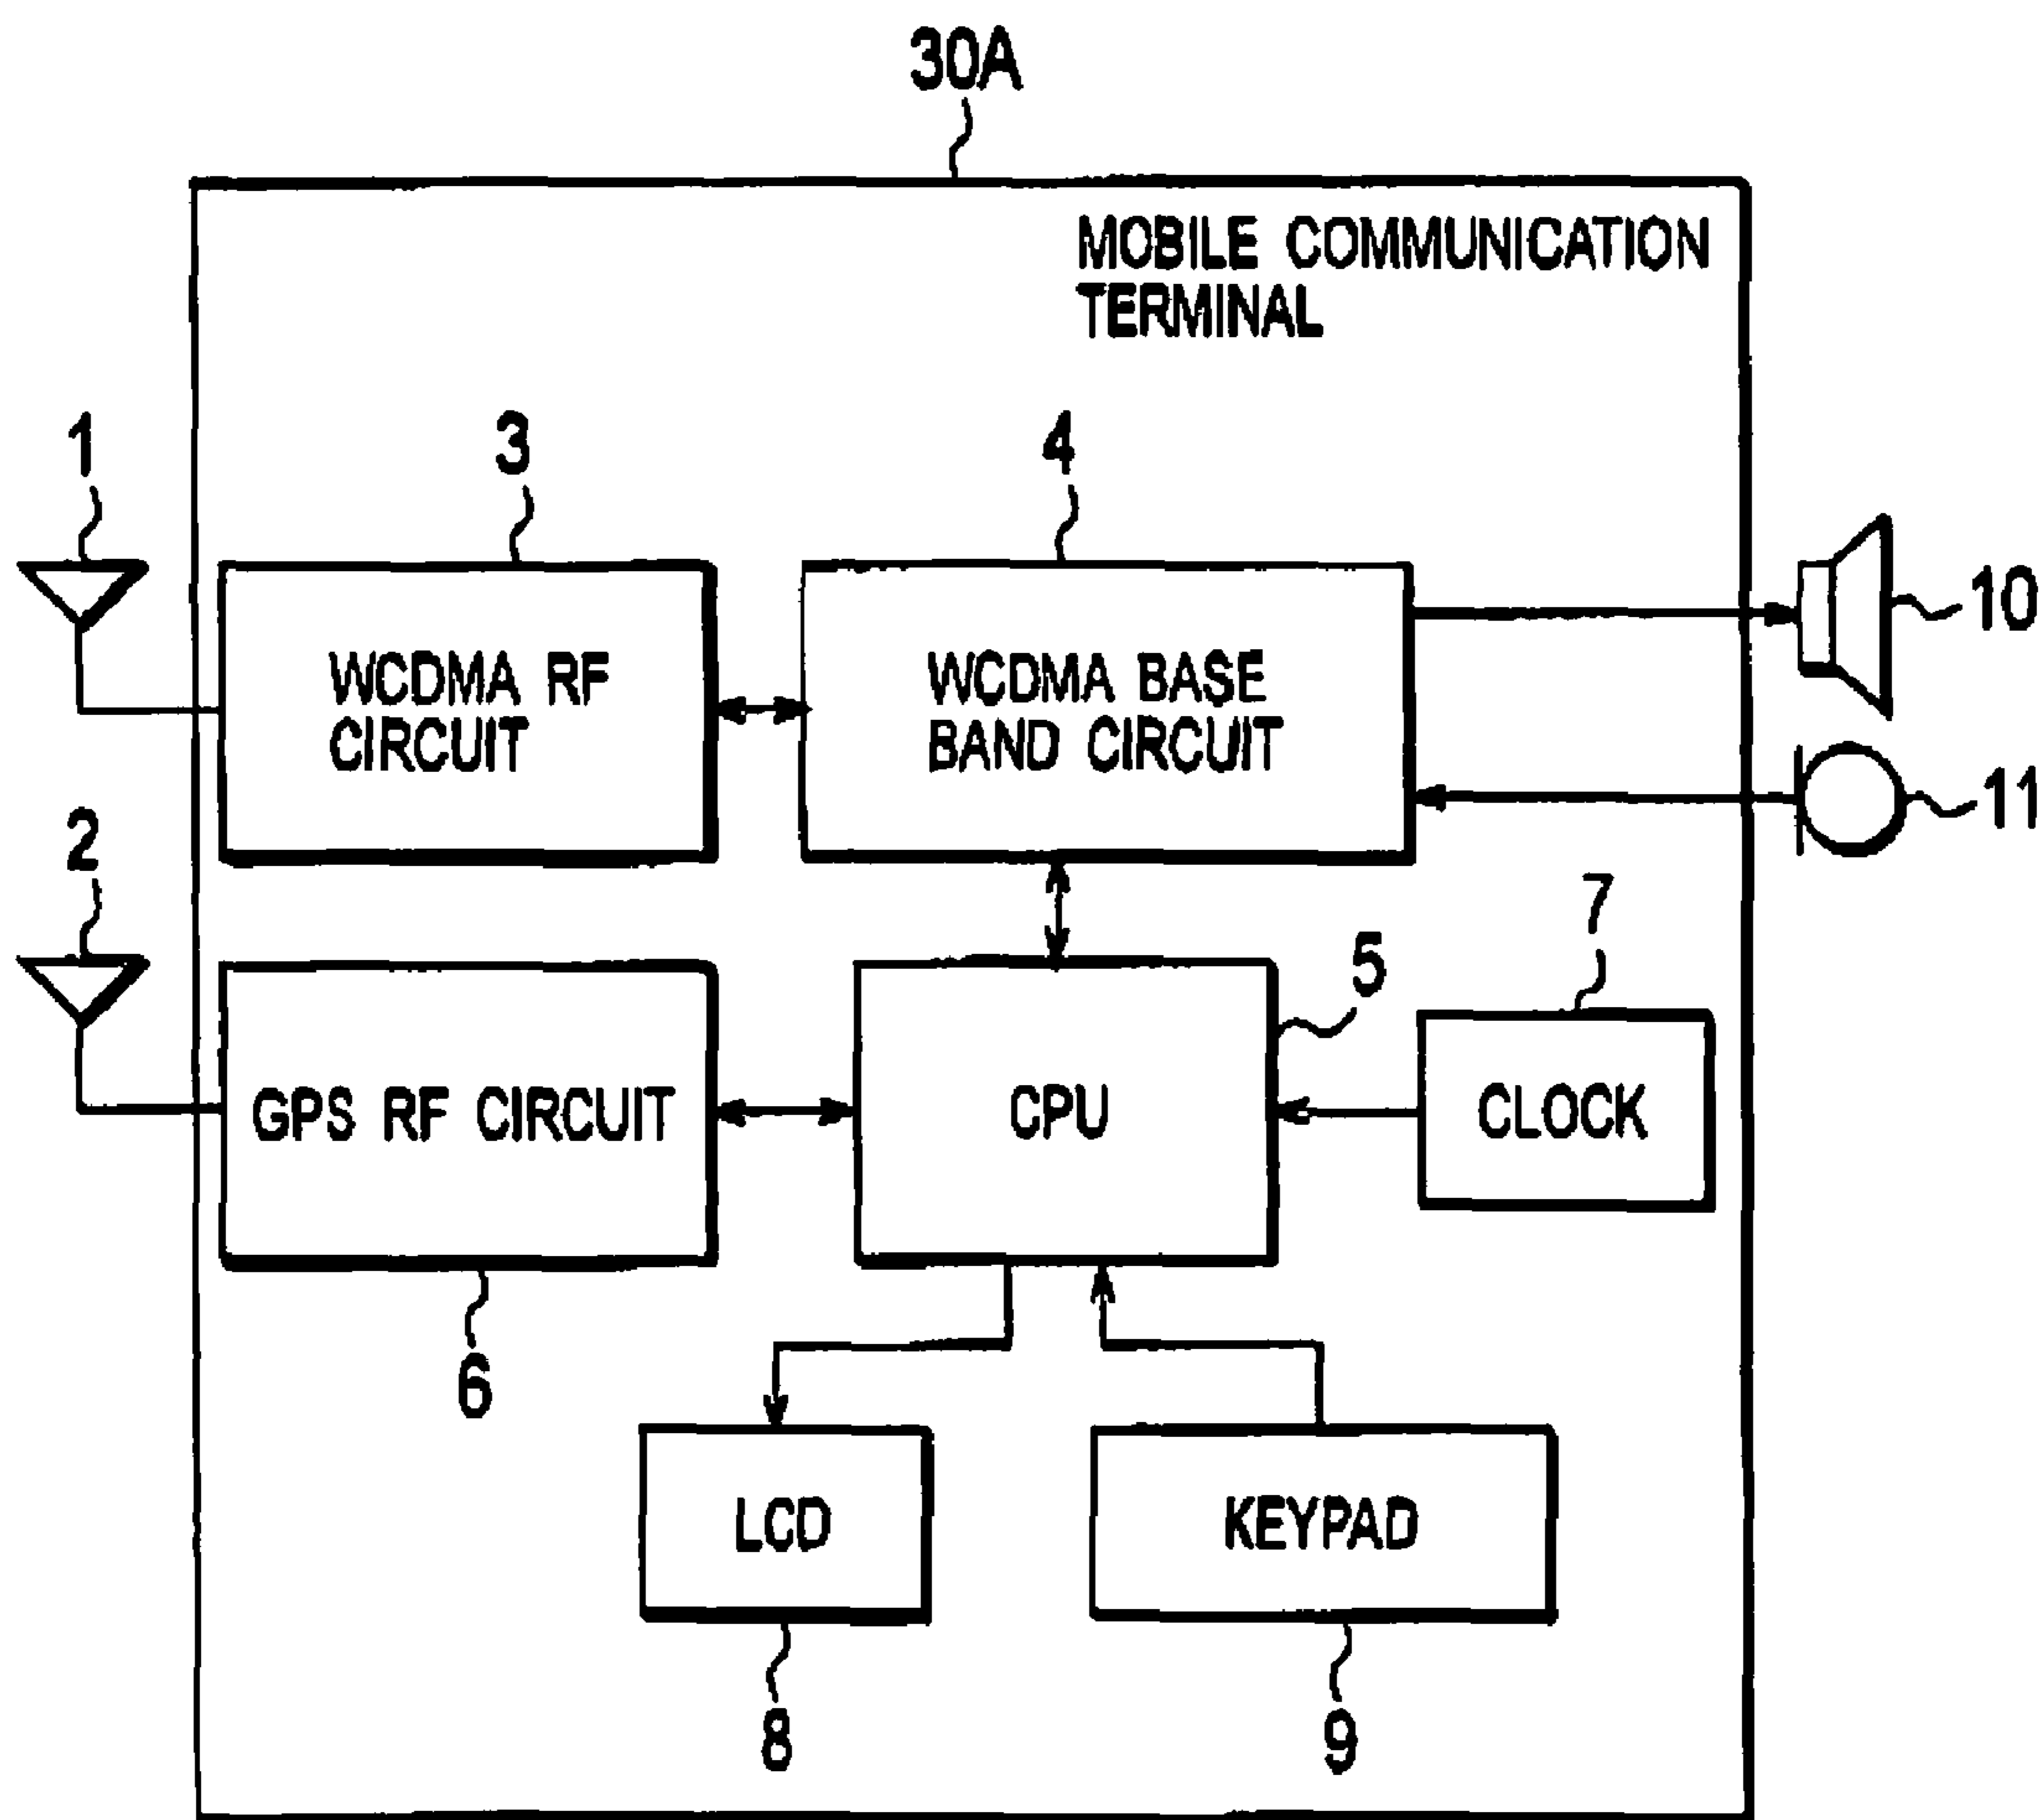 30A
MOBILE COMMUNICATION
TERMINAL
1
3
4
WCDMA RF
CIRCUIT
WCDMA BASE
BAND CIRCUIT
10
11
2
7
5
GPS RF CIRCUIT
CPU
CLOCK
6
LCD
KEYPAD
8
9